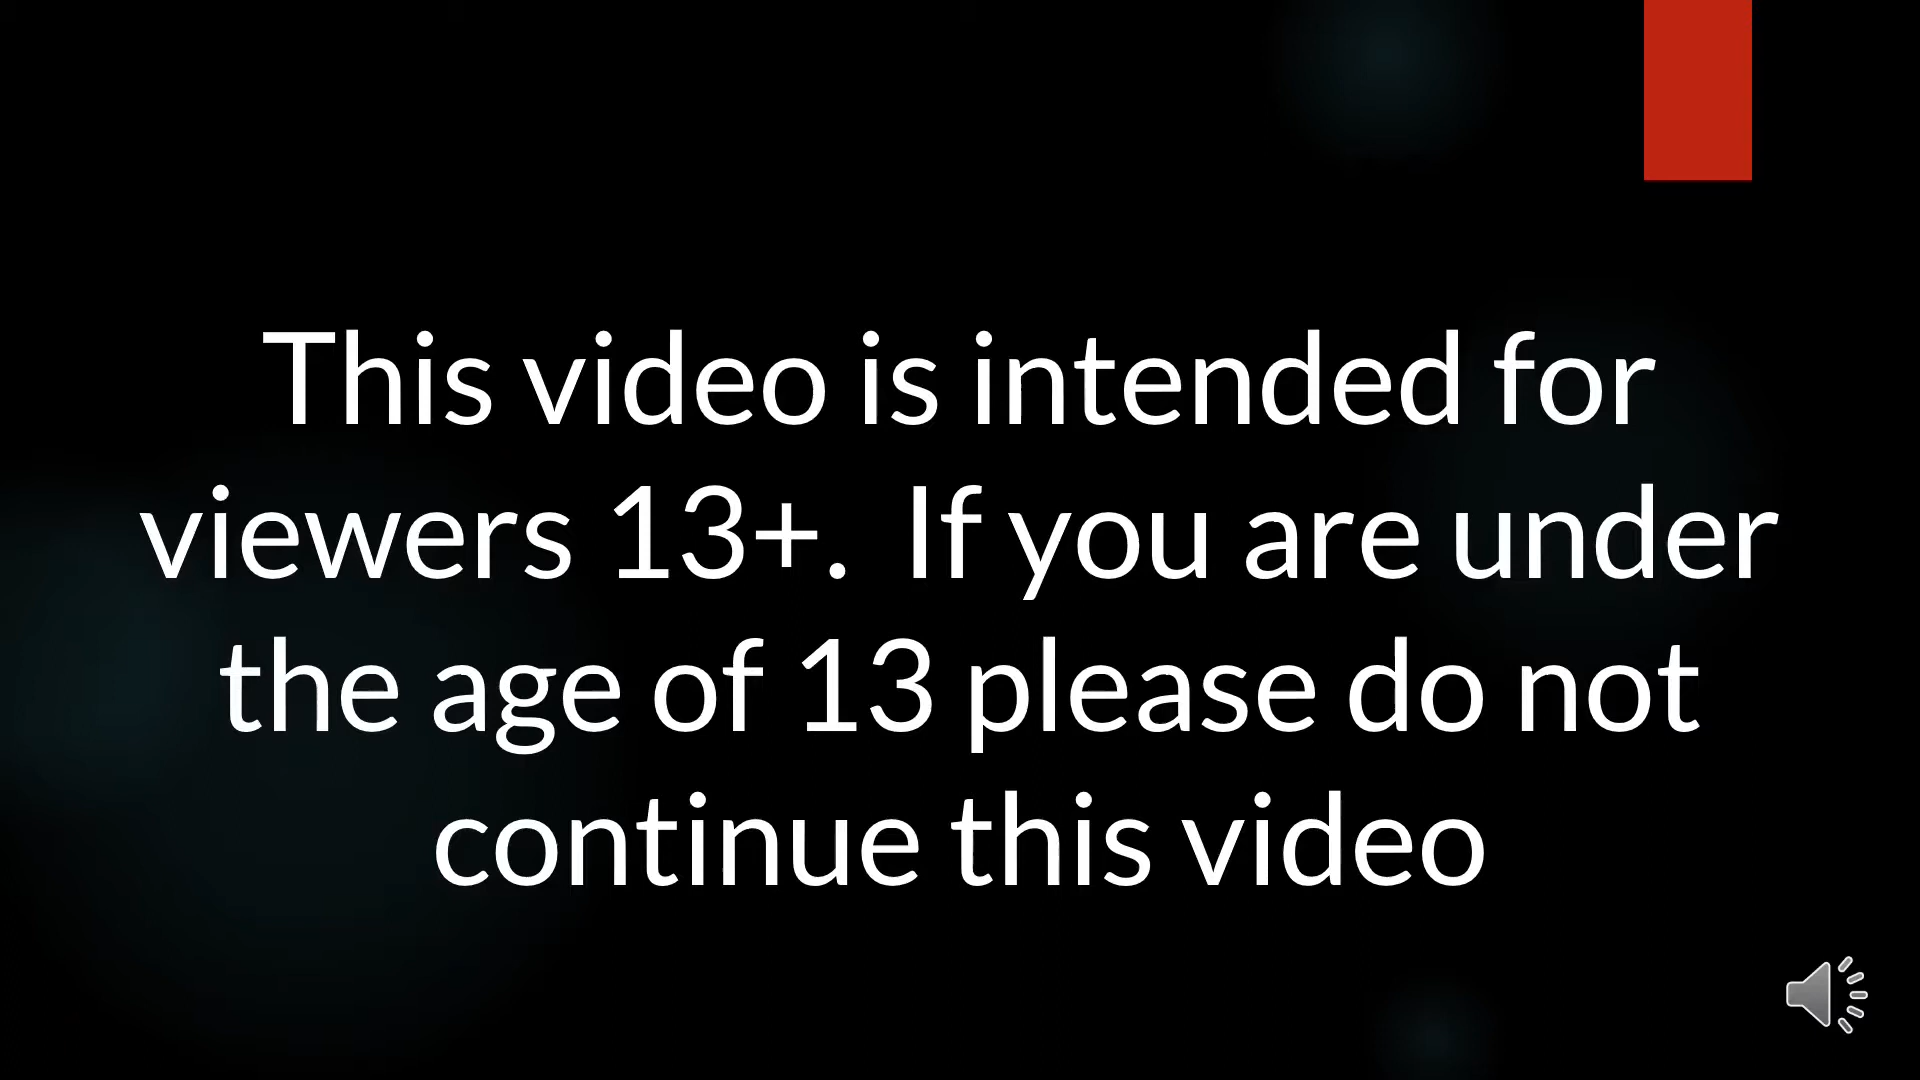 This video is intended for
viewers 13+.  If you are under
the age of 13 please do not
continue this video